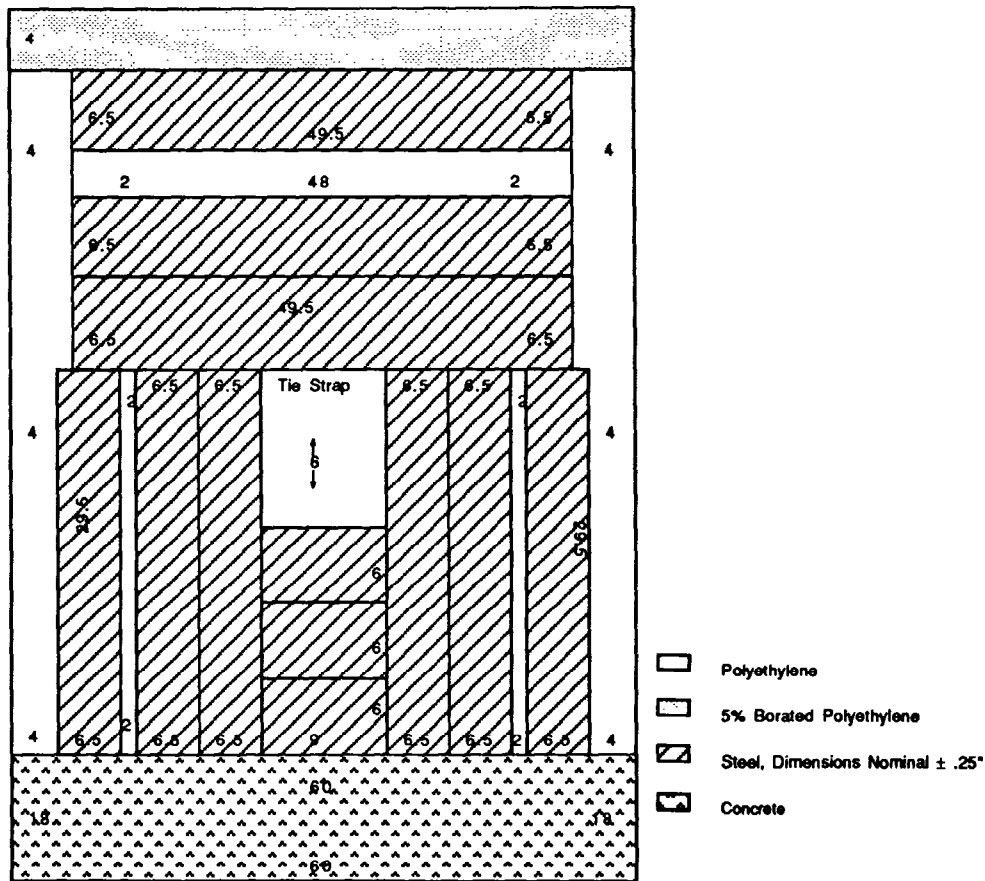 4
6.5 49.5 6.5
4 4
2 48 2
6.5 6.5
49.5
6.5 6.5
6.5 6.5 Tie Strap 6.5 6.5
2 2
4 4
6
29.5 29.5
6
6
6
4 6.5 2 6.5 6.5 9 6.5 6.5 2 6.5 4
60
18 18
60
Polyethylene
5% Borated Polyethylene
Steel, Dimensions Nominal ± .25"
Concrete